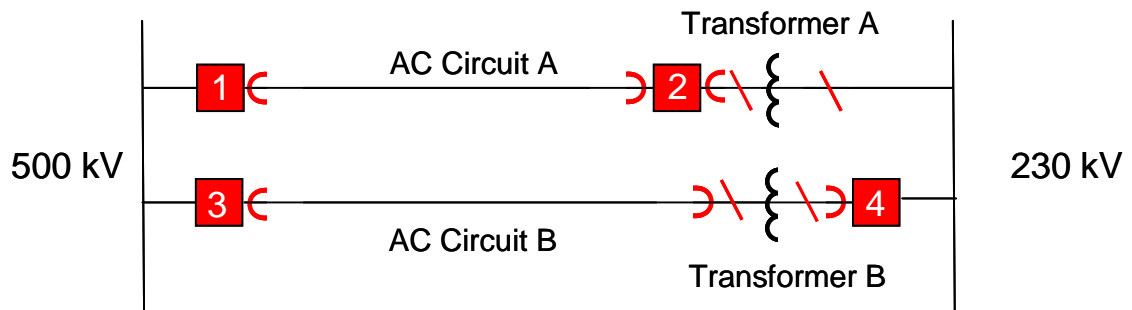 Transformer A
AC Circuit A
1
2
500 kV
230 kV
3
4
AC Circuit B
Transformer B